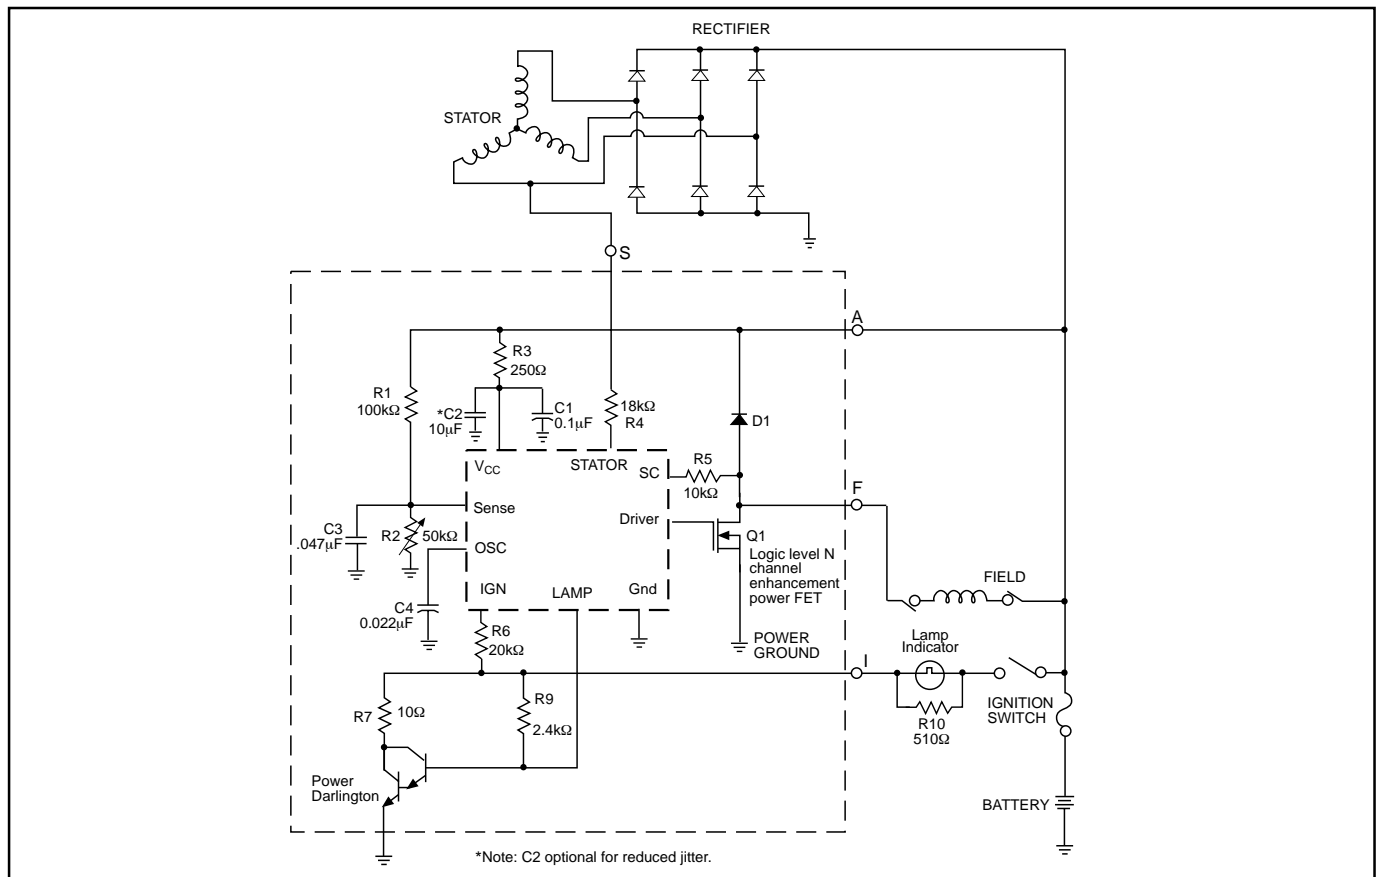 RECTIFIER
STATOR
S
A
R3
250Ω
R1
100kΩ
*C2
10µF
C1
0.1µF
18kΩ
R4
D1
VCC
STATOR
SC
R5
10kΩ
F
Sense
Driver
C3
.047µF
R2
50kΩ
OSC
Q1
Logic level N
channel
enhancement
power FET
IGN
LAMP
Gnd
FIELD
C4
0.022µF
R6
20kΩ
POWER
GROUND
Lamp
Indicator
I
R7
10Ω
R9
2.4kΩ
R10
510Ω
IGNITION
SWITCH
Power
Darlington
BATTERY
*Note: C2 optional for reduced jitter.